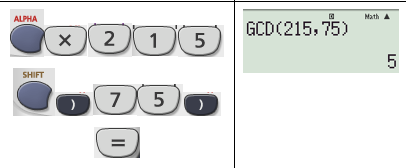 ALPHA
× 2 1 5
SHIFT
) 7 5 )
=
Math ▲
GCD(215,75)
5